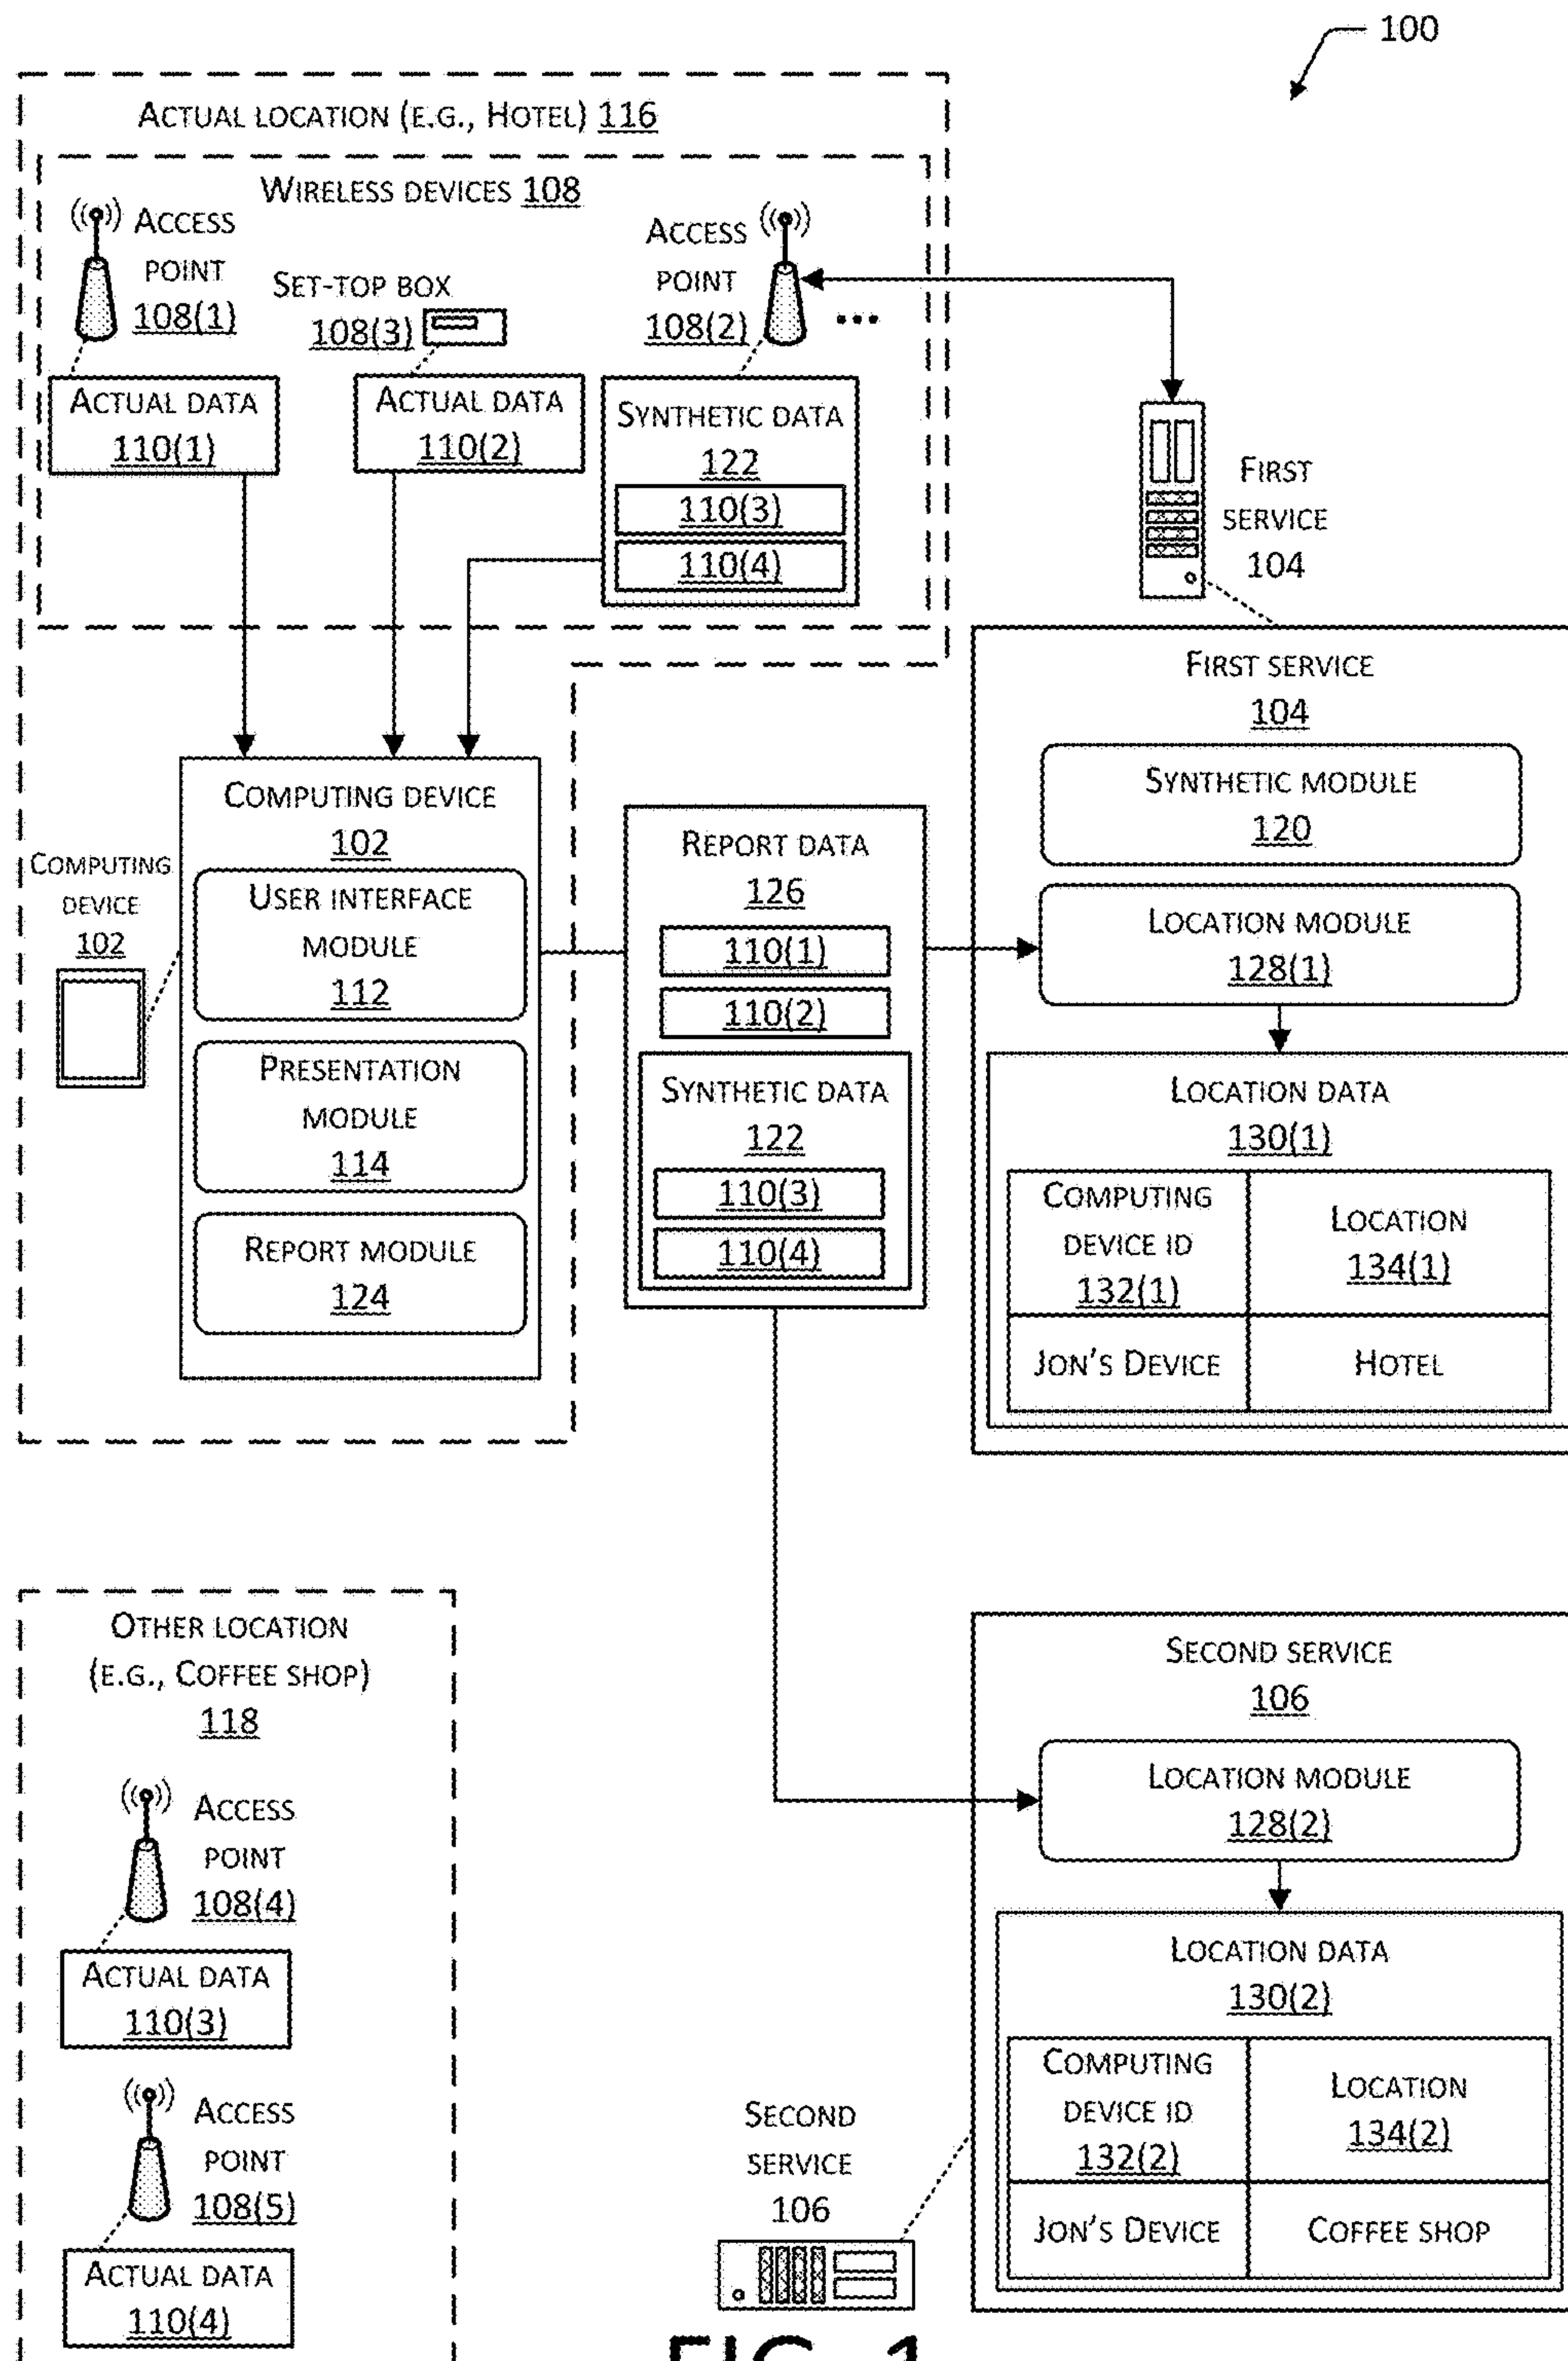 100
ACTUAL LOCATION (E.G., HOTEL) 116
WIRELESS DEVICES 108
ACCESS
POINT
108(1)
SET-TOP BOX
108(3)
ACCESS
POINT
108(2)
...
ACTUAL DATA
110(1)
ACTUAL DATA
110(2)
SYNTHETIC DATA
122
110(3)
110(4)
FIRST
SERVICE
104
COMPUTING
DEVICE
102
COMPUTING DEVICE
102
USER INTERFACE
MODULE
112
PRESENTATION
MODULE
114
REPORT MODULE
124
REPORT DATA
126
110(1)
110(2)
SYNTHETIC DATA
122
110(3)
110(4)
FIRST SERVICE
104
SYNTHETIC MODULE
120
LOCATION MODULE
128(1)
LOCATION DATA
130(1)
COMPUTING
DEVICE ID
132(1)
LOCATION
134(1)
JON'S DEVICE
HOTEL
OTHER LOCATION
(E.G., COFFEE SHOP)
118
ACCESS
POINT
108(4)
ACTUAL DATA
110(3)
ACCESS
POINT
108(5)
ACTUAL DATA
110(4)
SECOND
SERVICE
106
SECOND SERVICE
106
LOCATION MODULE
128(2)
LOCATION DATA
130(2)
COMPUTING
DEVICE ID
132(2)
LOCATION
134(2)
JON'S DEVICE
COFFEE SHOP
FIG. 1